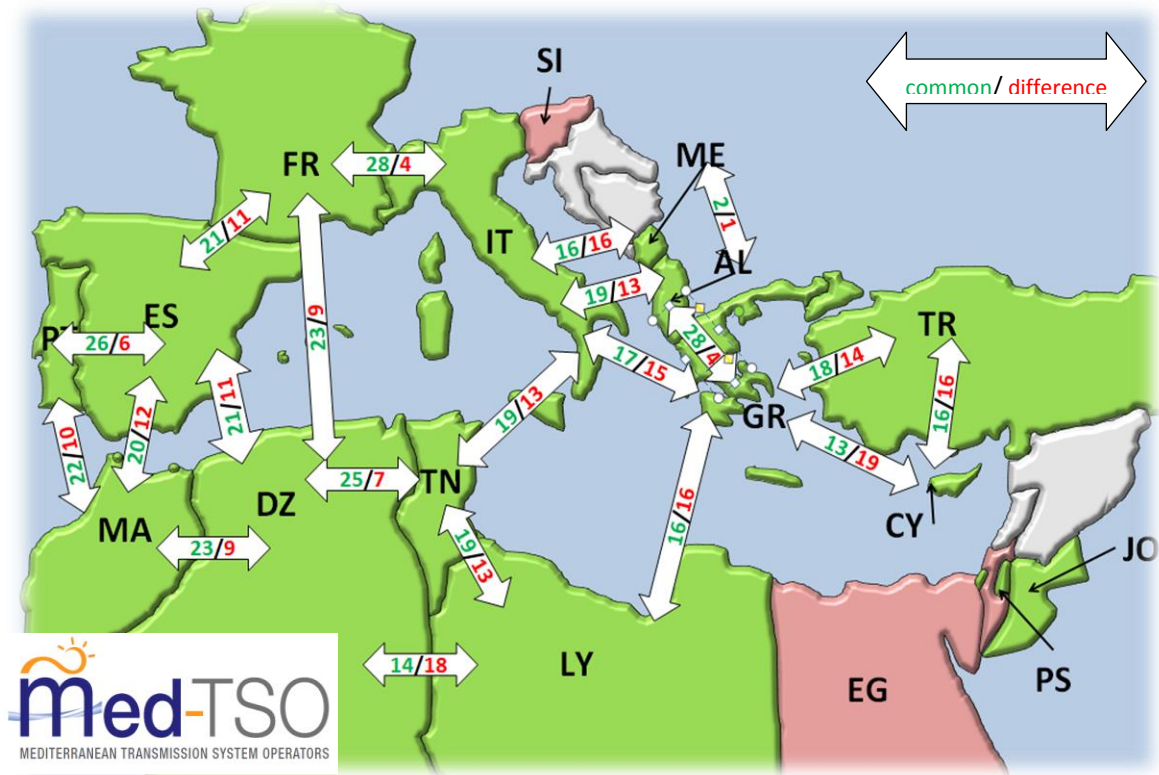 SI
common/ difference
ME
FR
28/4
2/1
21/11
IT
16/16
AL
19/13
TR
PT
ES
26/6
23/9
28/4
17/15
18/14
16/16
21/11
19/13
GR
13/19
22/10
20/12
25/7
TN
DZ
CY
MA
16/16
23/9
19/13
JO
14/18
LY
EG
PS
Med-TSO
MEDITERRANEAN TRANSMISSION SYSTEM OPERATORS